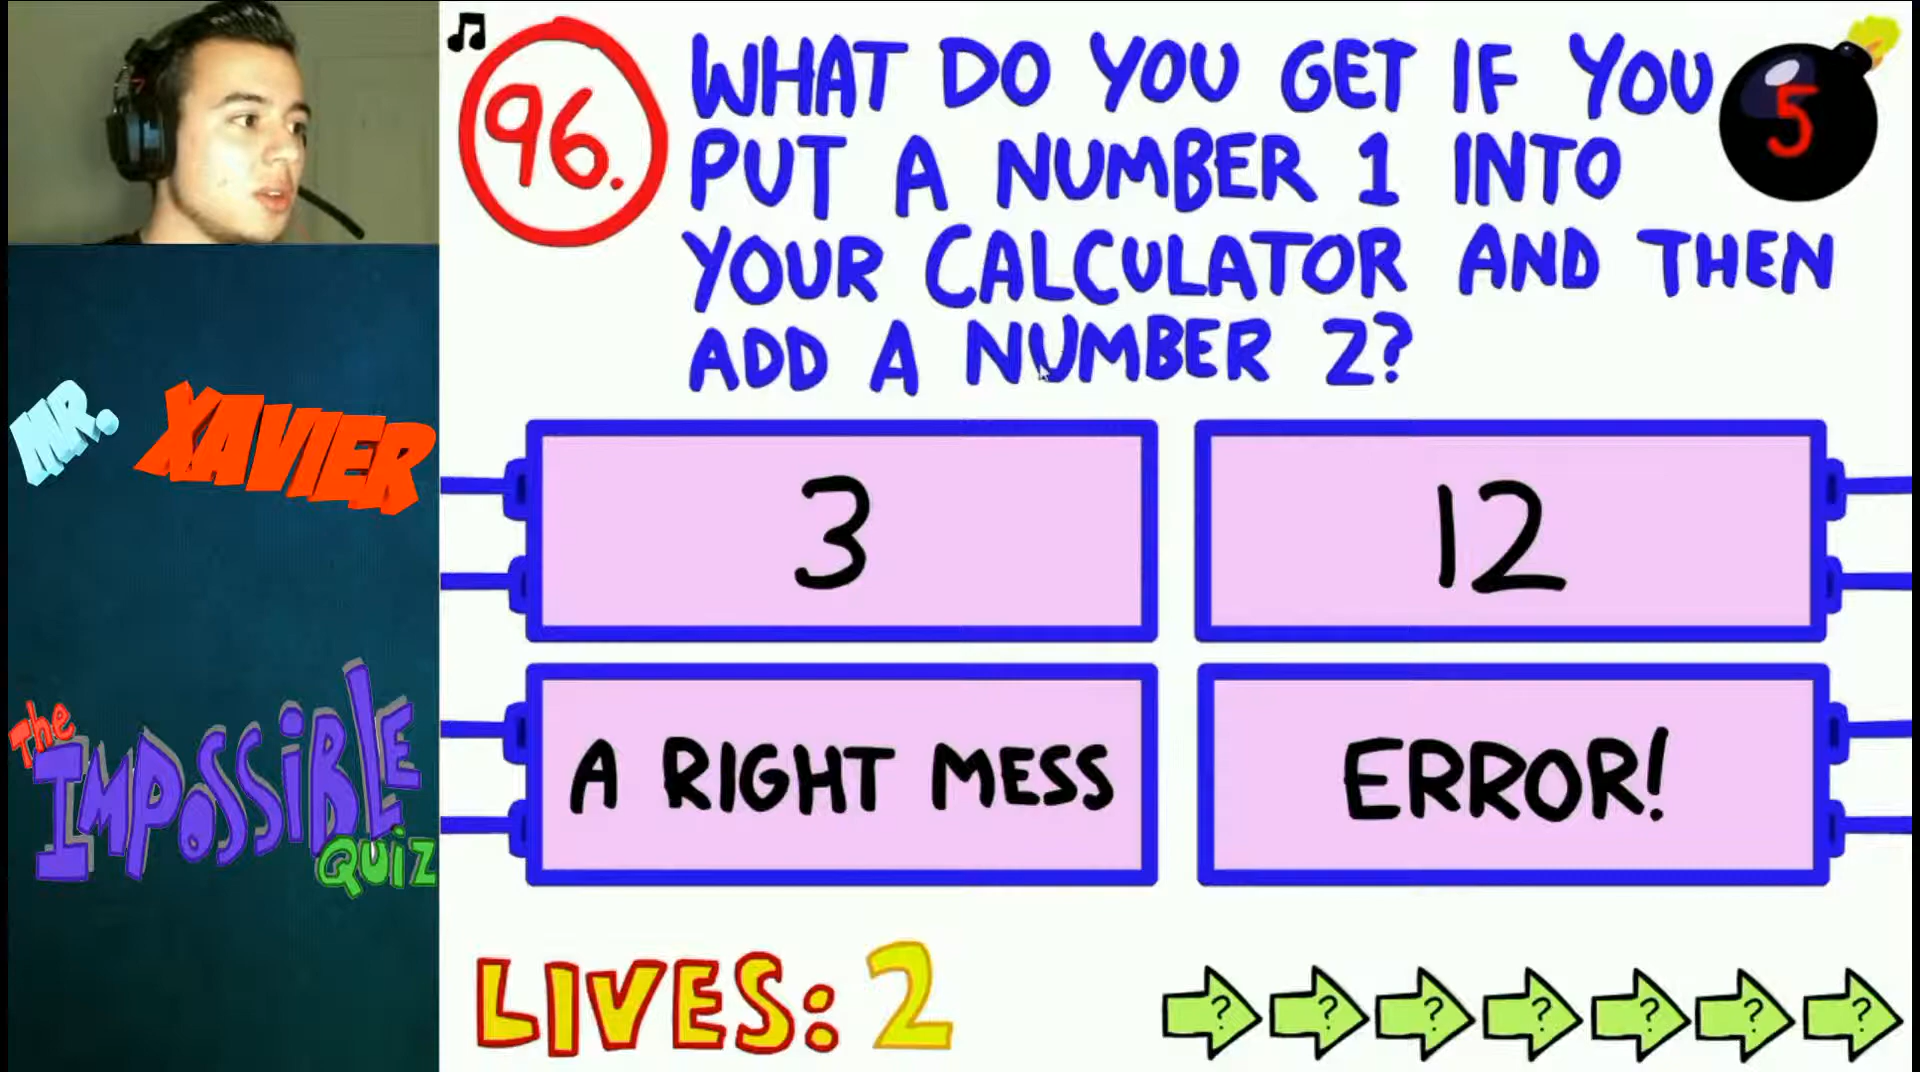 96.
WHAT DO YOU GET IF YOU
PUT A NUMBER 1 INTO
YOUR CALCULATOR AND THEN
ADD A NUMBER 2?
5
3
12
A RIGHT MESS
ERROR!
LIVES: 2
? ? ? ? ? ? ?
MR. XAVIER
The
IMPOSSIBLE
QUiZ